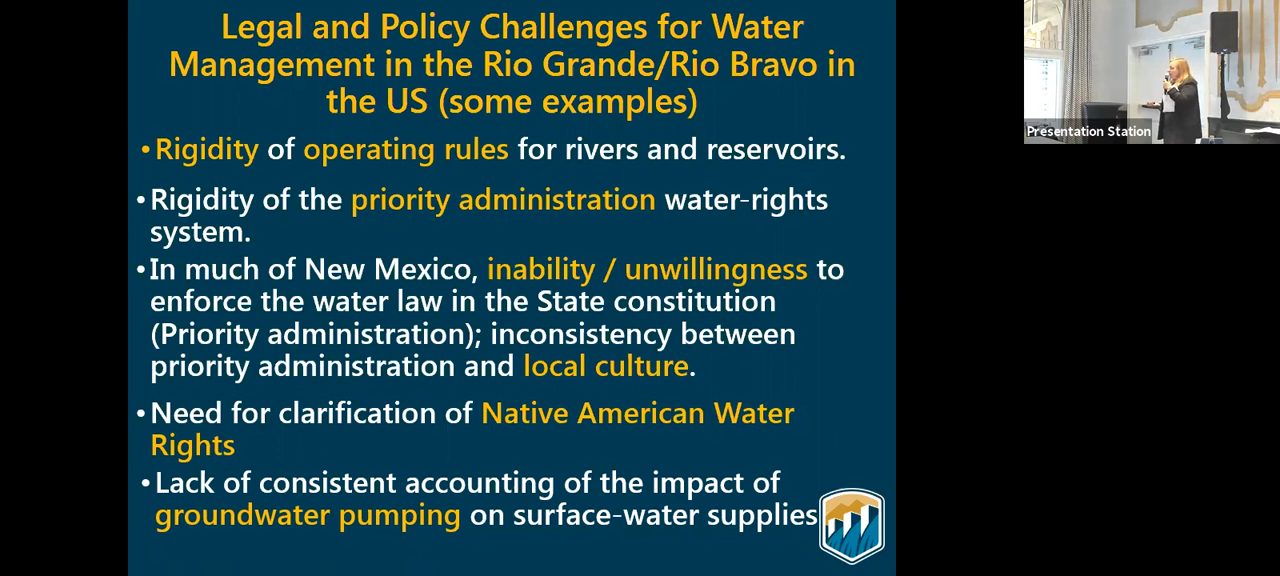 Legal and Policy Challenges for Water
Management in the Rio Grande/Rio Bravo in
the US (some examples)
•Rigidity of operating rules for rivers and reservoirs.
•Rigidity of the priority administration water-rights
system.
•In much of New Mexico, inability / unwillingness to
enforce the water law in the State constitution
(Priority administration); inconsistency between
priority administration and local culture.
•Need for clarification of Native American Water
Rights
•Lack of consistent accounting of the impact of
groundwater pumping on surface-water supplies
Presentation Station